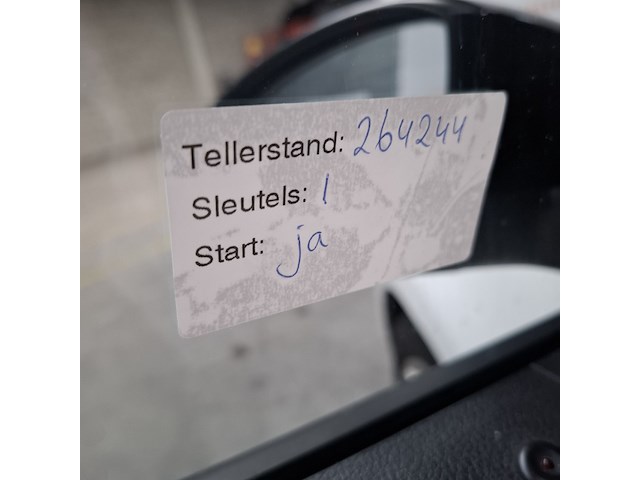 Tellerstand: 264244
Sleutels: 1
Start: ja